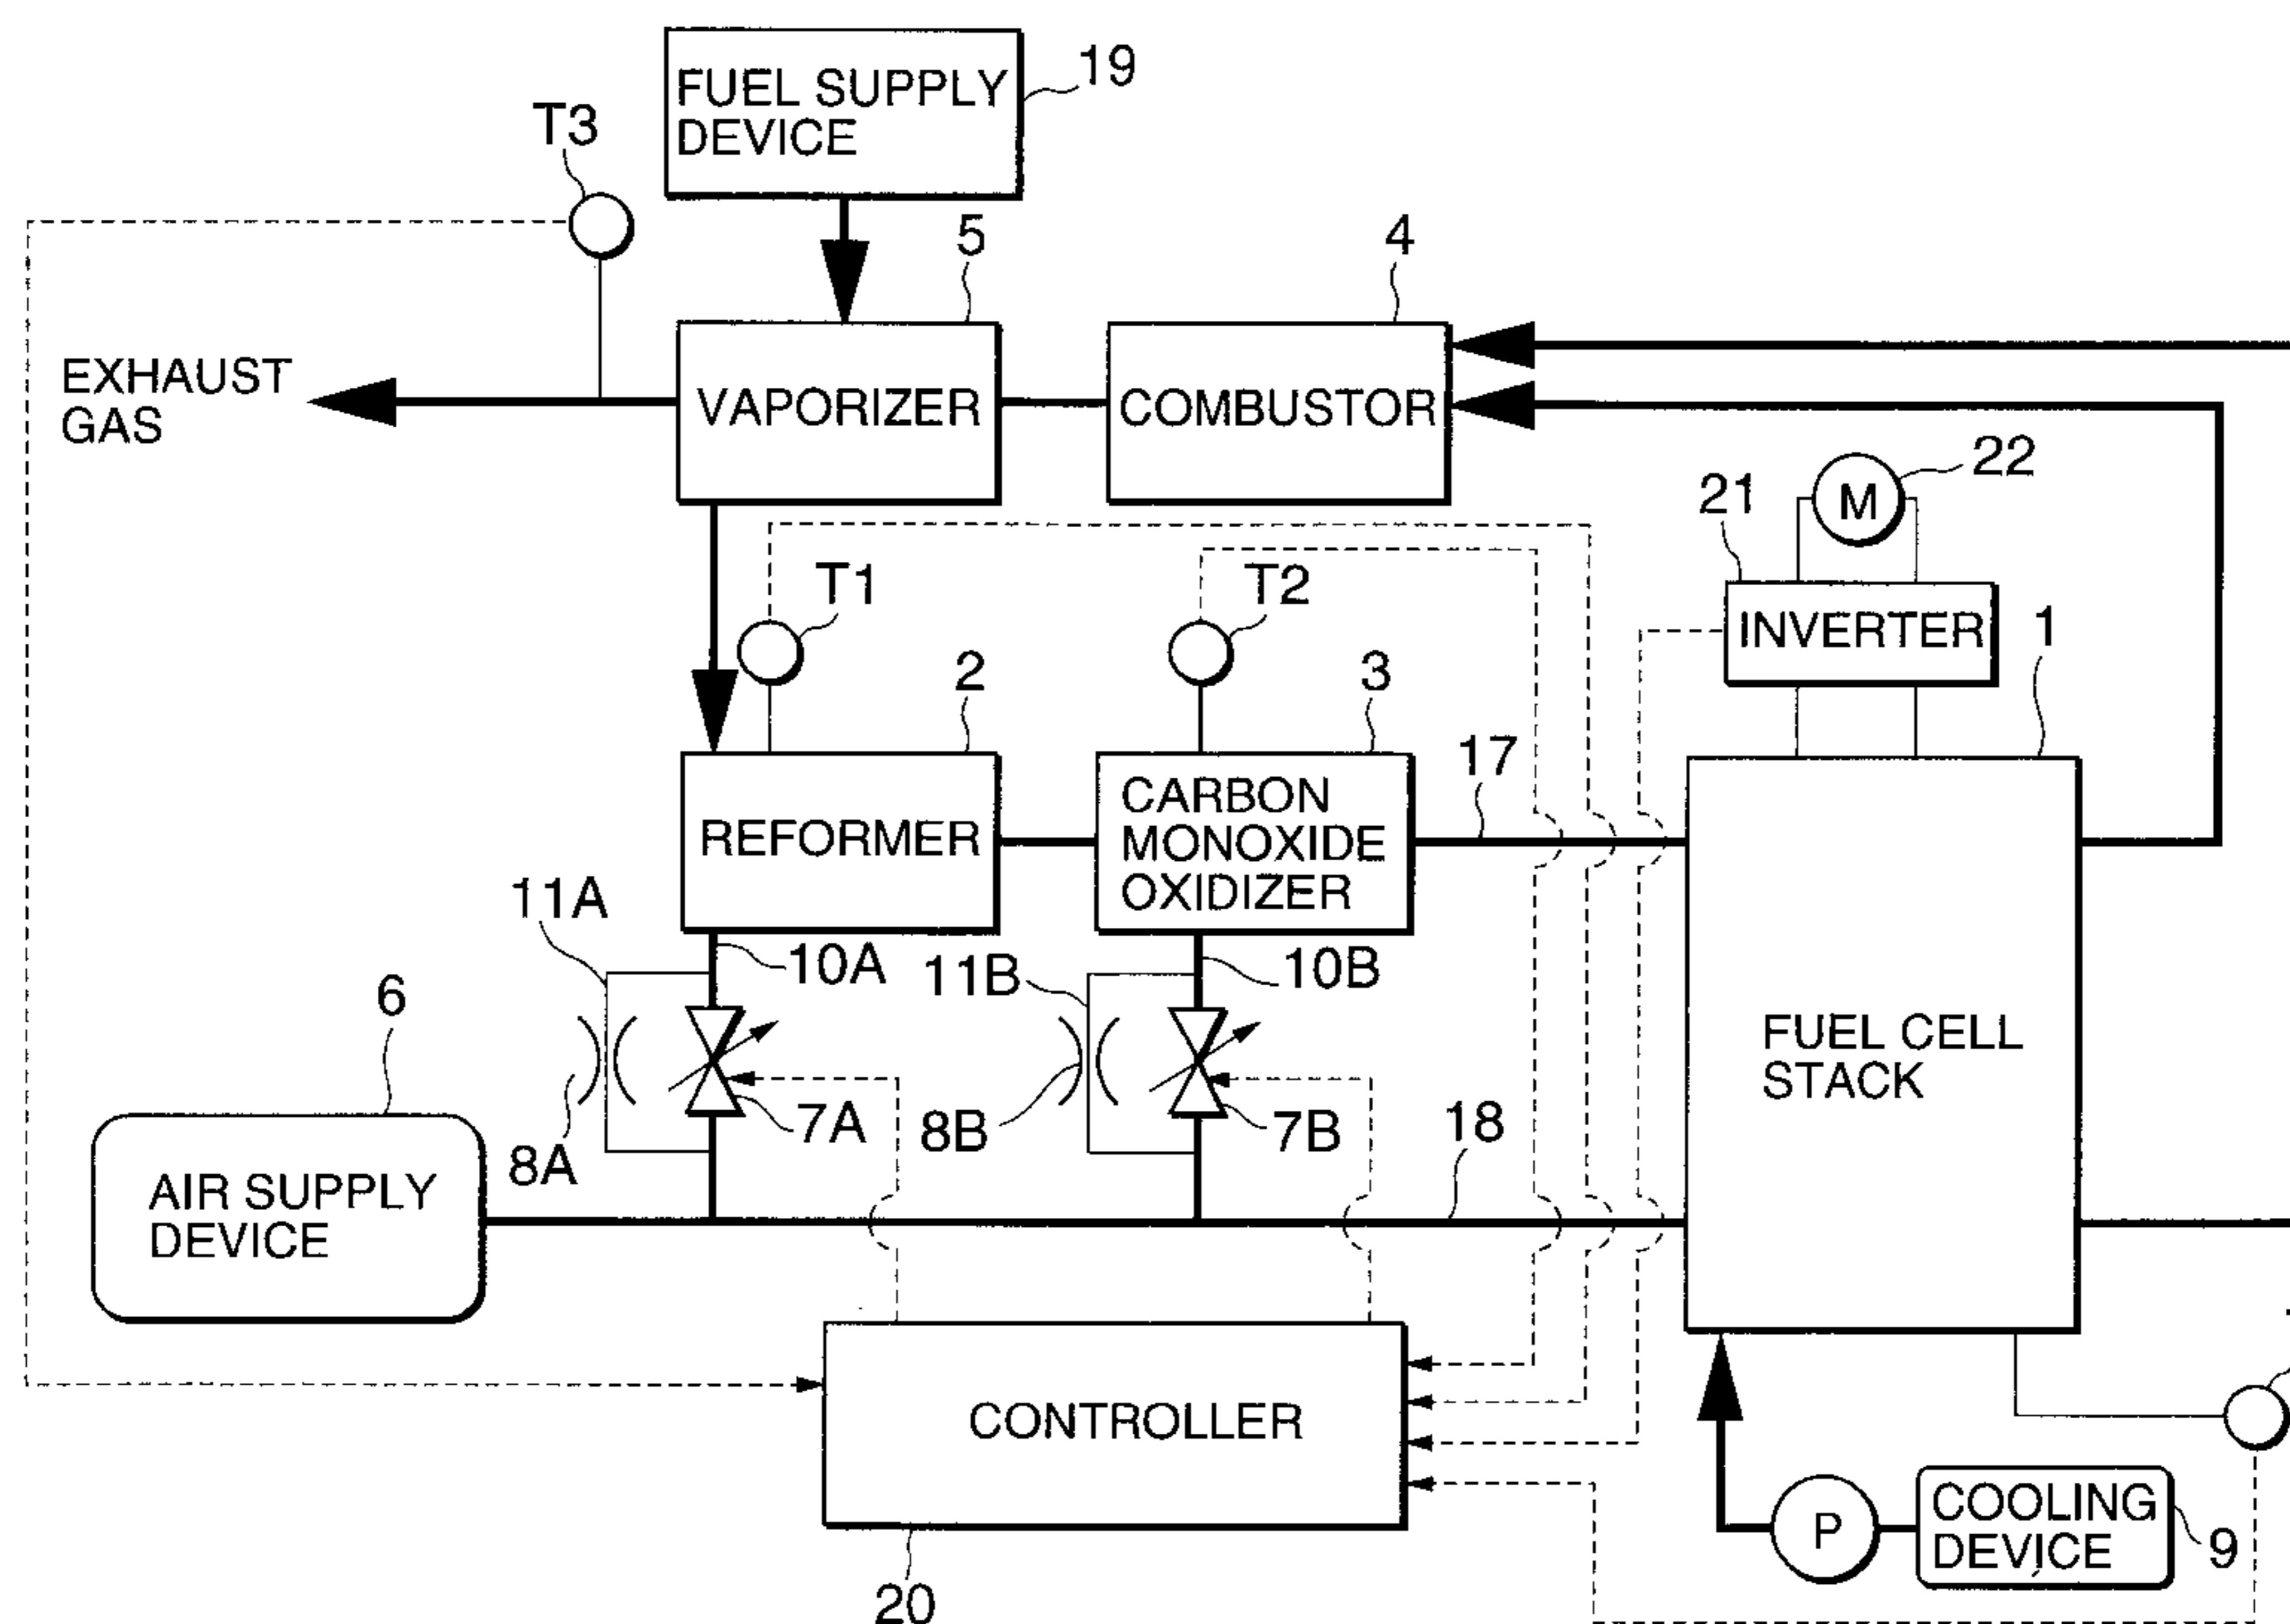 FUEL SUPPLY
DEVICE
19
T3
5
4
EXHAUST
GAS
VAPORIZER
COMBUSTOR
22
21
M
T1
T2
INVERTER
1
2
3
17
REFORMER
CARBON
MONOXIDE
OXIDIZER
11A
10A
11B
10B
6
FUEL CELL
STACK
7A
8B
7B
18
8A
AIR SUPPLY
DEVICE
CONTROLLER
P
COOLING
DEVICE
9
20